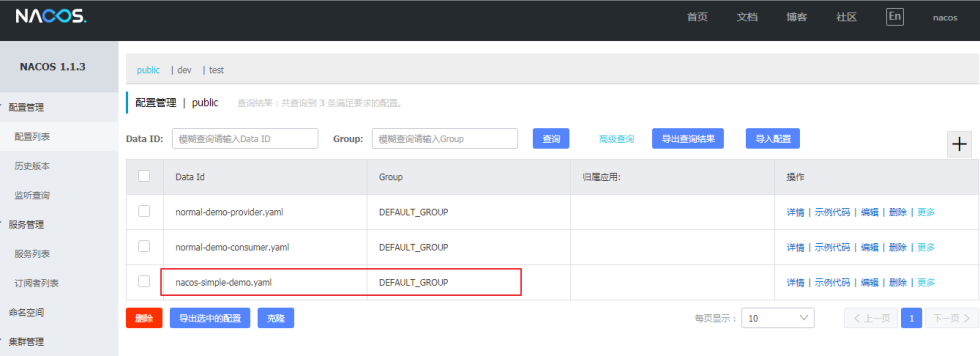 NACOS.
首页 文档 博客 社区 En nacos
NACOS 1.1.3
配置管理
配置列表
历史版本
监听查询
服务管理
服务列表
订阅者列表
命名空间
集群管理
public | dev | test
配置管理 | public 查询结果：共查询到 3 条满足要求的配置。
Data ID: 模糊查询请输入Data ID Group: 模糊查询请输入Group 查询 高级查询 导出查询结果 导入配置 +
Data Id Group 归属应用: 操作
normal-demo-provider.yaml DEFAULT_GROUP 详情 | 示例代码 | 编辑 | 删除 | 更多
normal-demo-consumer.yaml DEFAULT_GROUP 详情 | 示例代码 | 编辑 | 删除 | 更多
nacos-simple-demo.yaml DEFAULT_GROUP 详情 | 示例代码 | 编辑 | 删除 | 更多
删除 导出选中的配置 克隆 每页显示： 10 < 上一页 1 下一页 >